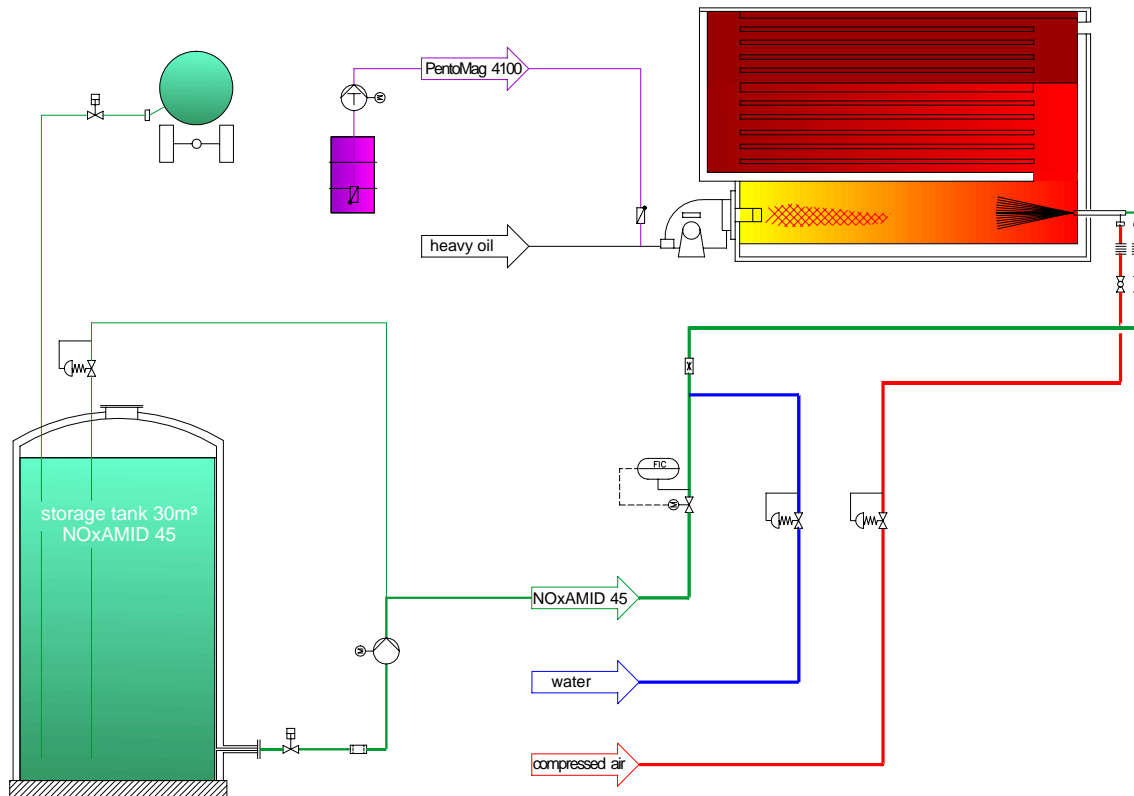 PentoMag 4100
M
heavy oil
storage tank 30m³
NOxAMID 45
FIC
M
NOxAMID 45
M
water
compressed air